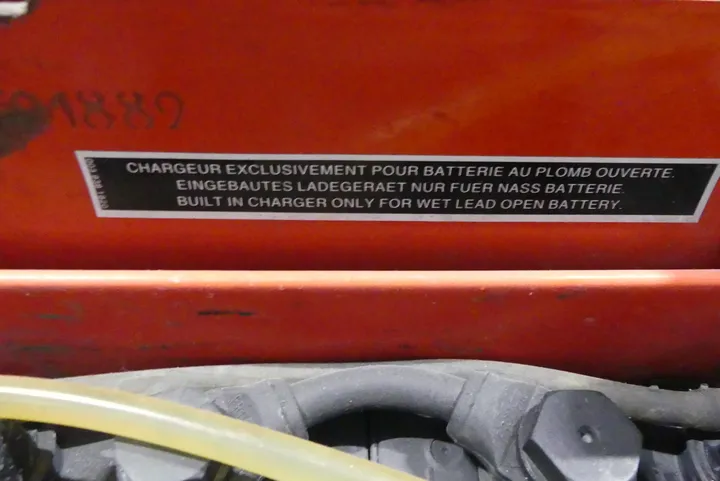 CHARGEUR EXCLUSIVEMENT POUR BATTERIE AU PLOMB OUVERTE.
EINGEBAUTES LADEGERAET NUR FUER NASS BATTERIE.
BUILT IN CHARGER ONLY FOR WET LEAD OPEN BATTERY.